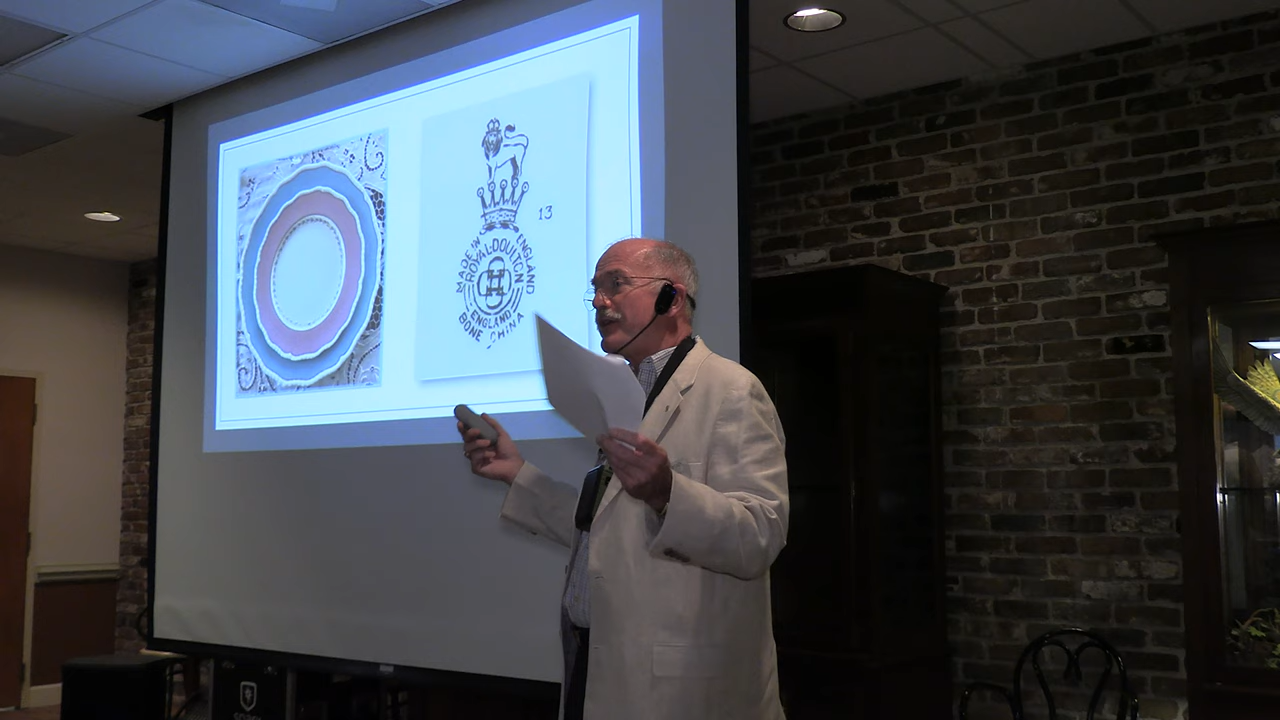 13
MADE IN ENGLAND
ROYAL·DOULTON
ENGLAND
BONE CHINA